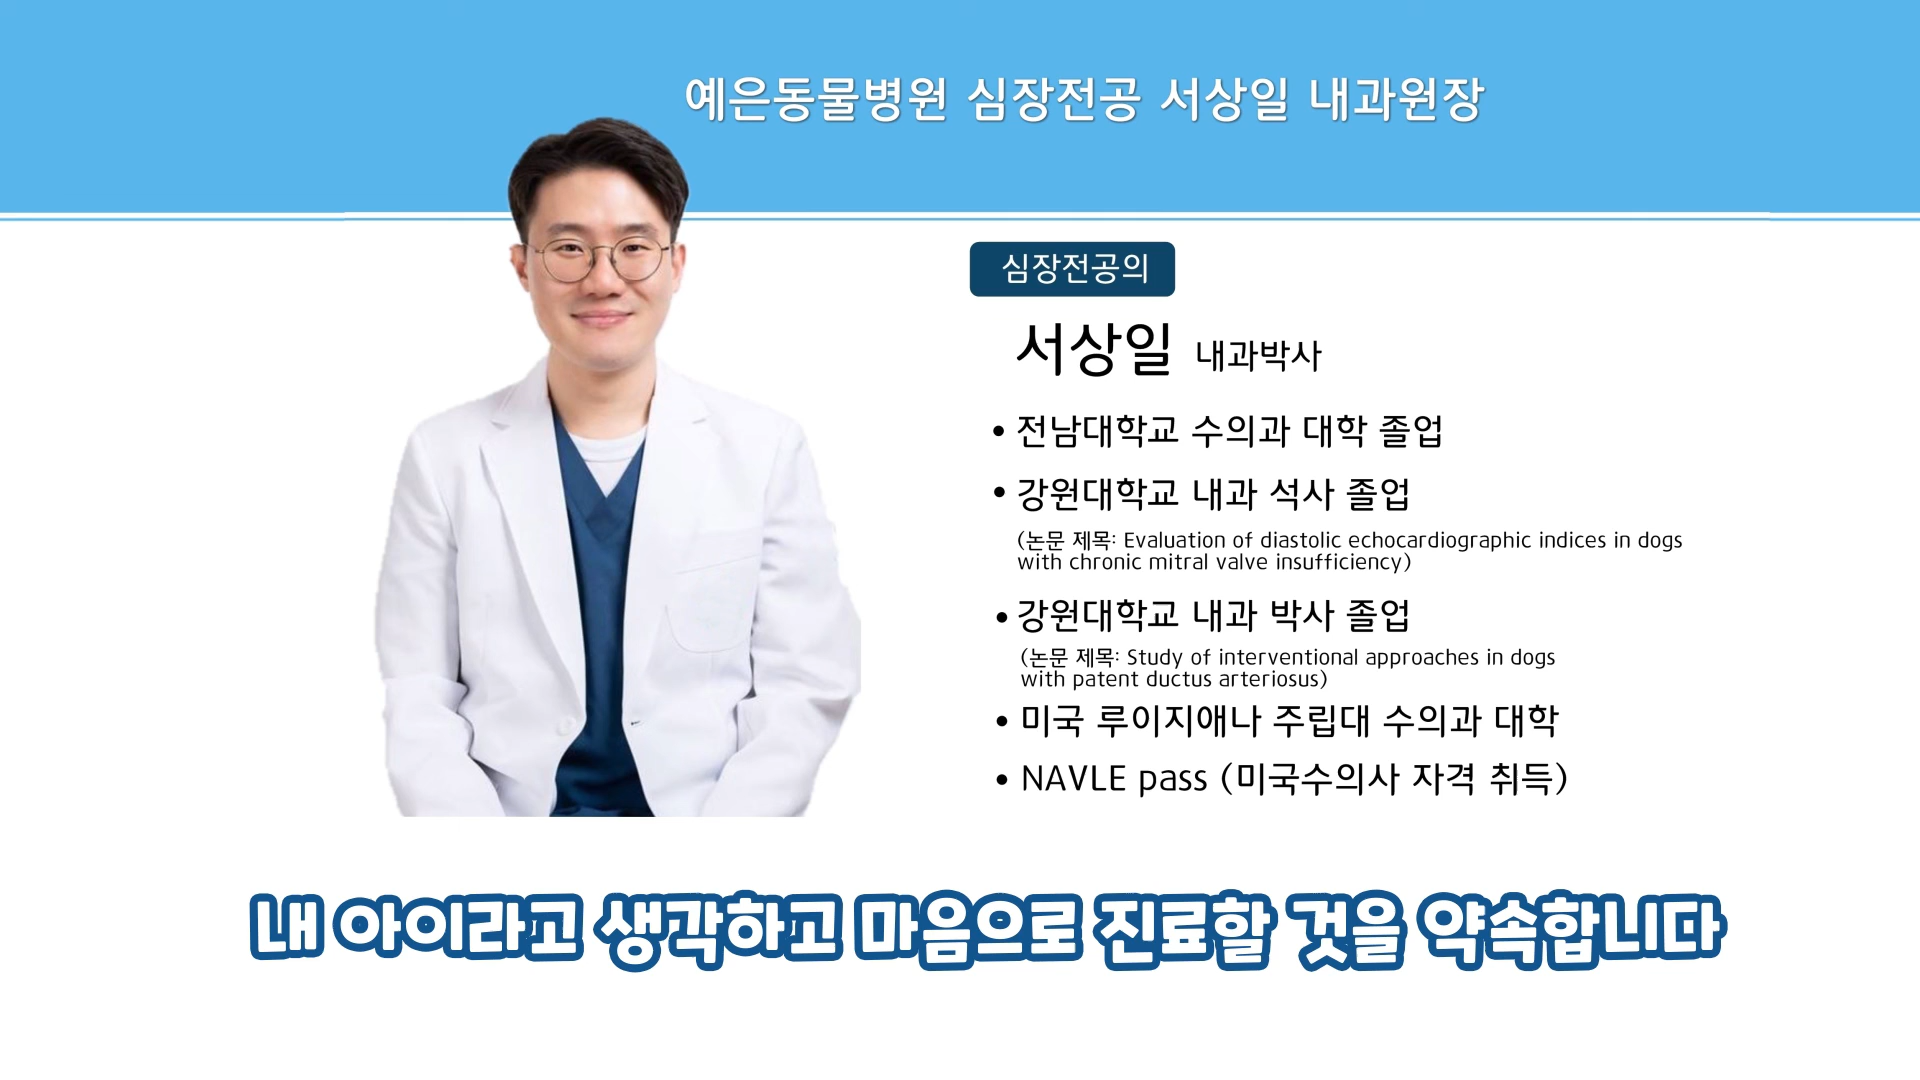 예은동물병원 심장전공 서상일 내과원장
심장전공의
서상일 내과박사
• 전남대학교 수의과 대학 졸업
• 강원대학교 내과 석사 졸업
(논문 제목: Evaluation of diastolic echocardiographic indices in dogs
with chronic mitral valve insufficiency)
• 강원대학교 내과 박사 졸업
(논문 제목: Study of interventional approaches in dogs
with patent ductus arteriosus)
• 미국 루이지애나 주립대 수의과 대학
• NAVLE pass (미국수의사 자격 취득)
내 아이라고 생각하고 마음으로 진료할 것을 약속합니다